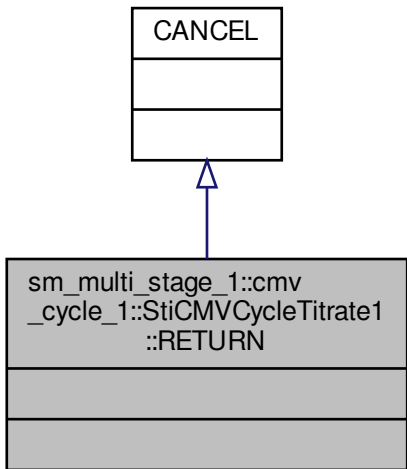 CANCEL
sm_multi_stage_1::cmv
_cycle_1::StiCMVCycleTitrate1
::RETURN